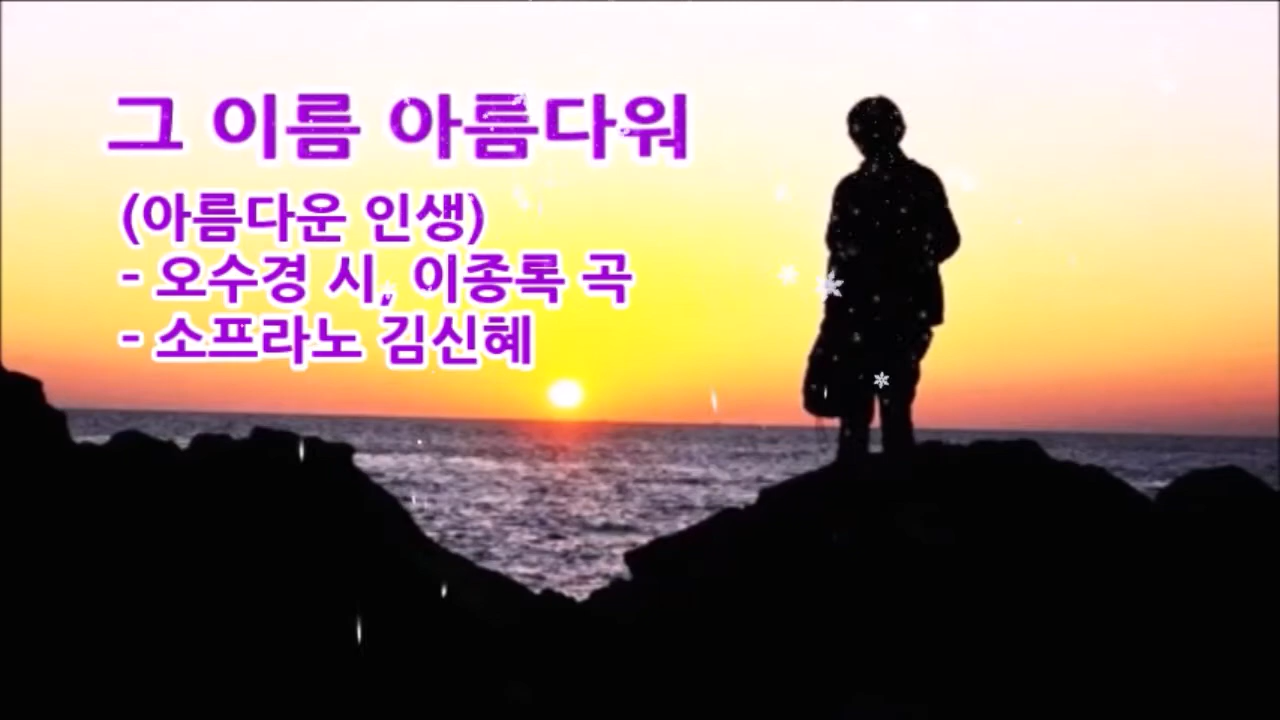 그 이름 아름다워
(아름다운 인생)
- 오수경 시, 이종록 곡
- 소프라노 김신혜